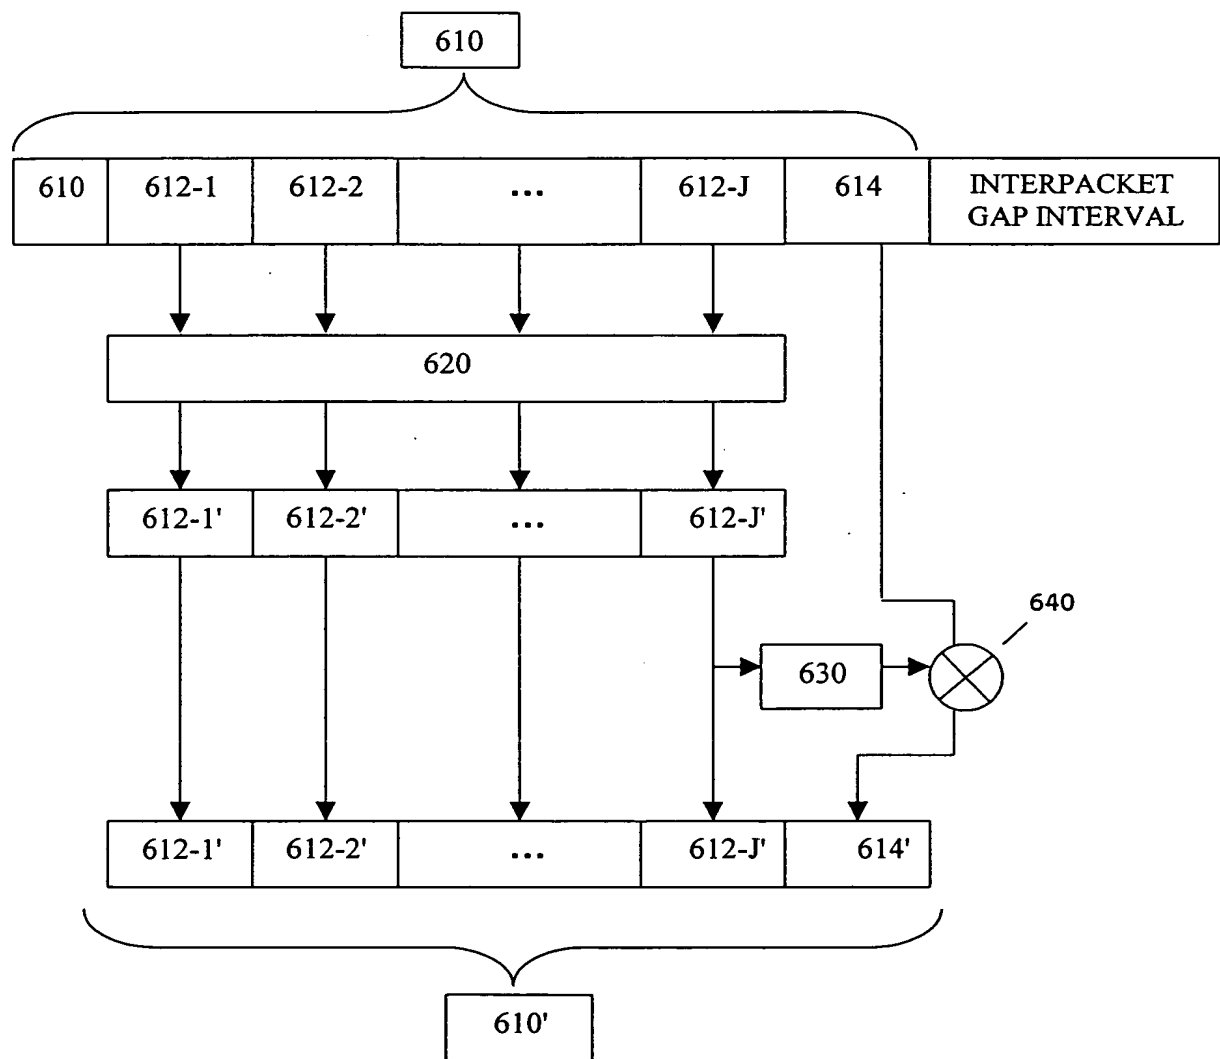 610
610 612-1 612-2 ... 612-J 614 INTERPACKET
GAP INTERVAL
620
612-1' 612-2' ... 612-J'
640
630
612-1' 612-2' ... 612-J' 614'
610'